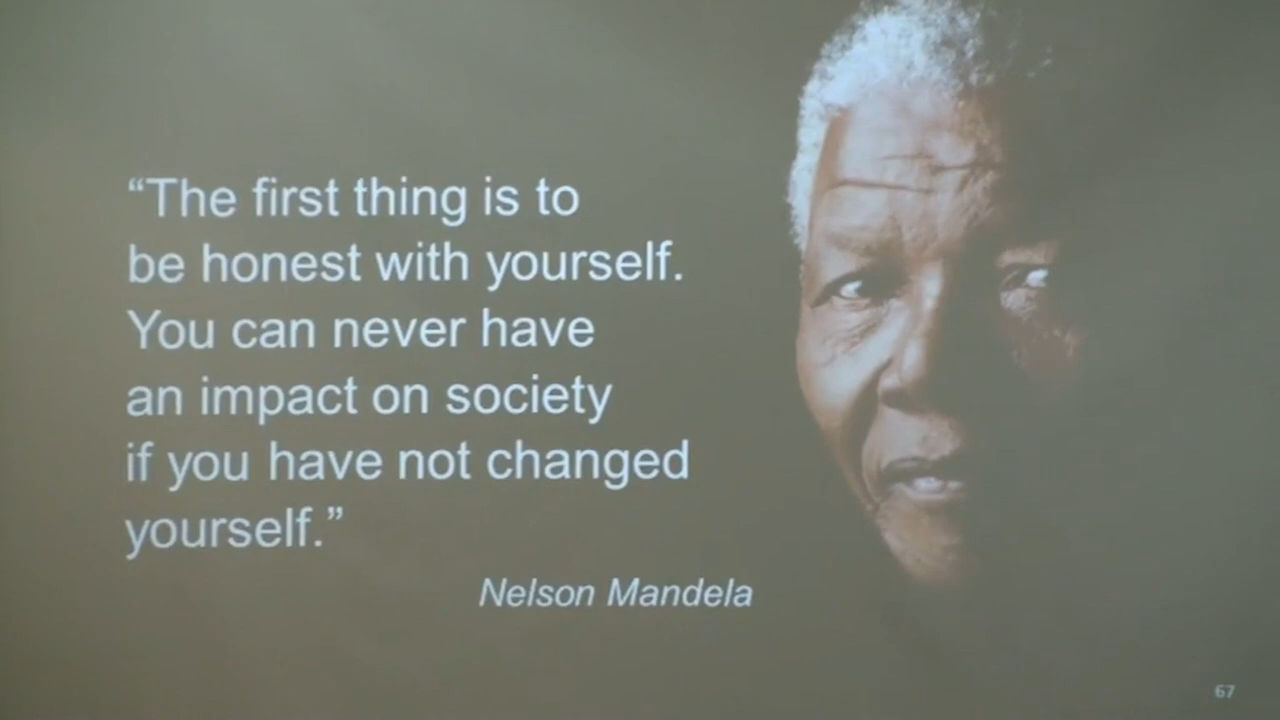 “The first thing is to
be honest with yourself.
You can never have
an impact on society
if you have not changed
yourself.”
Nelson Mandela
67